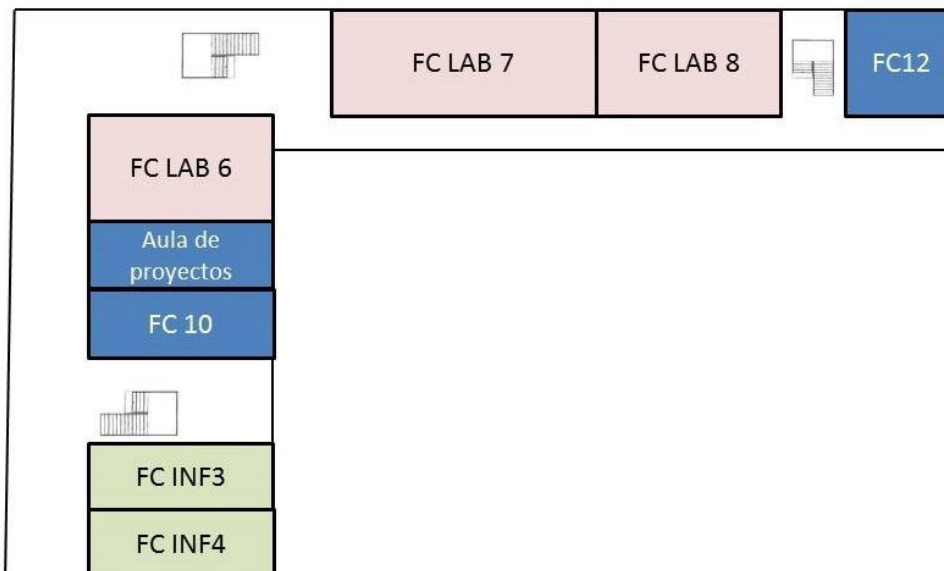 FC LAB 7
FC LAB 8
FC12
FC LAB 6
Aula de
proyectos
FC 10
FC INF3
FC INF4